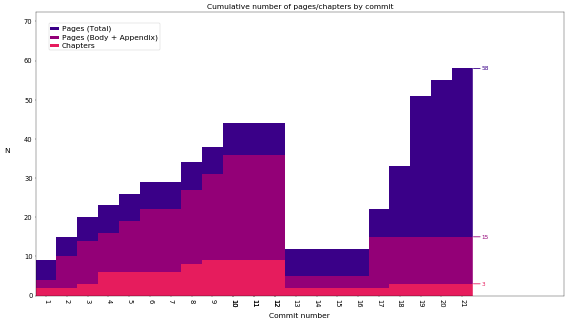 Cumulative number of pages/chapters by commit
70
60
50
40
30
20
10
0
N
Pages (Total)
Pages (Body + Appendix)
Chapters
58
15
3
1 2 3 4 5 6 7 8 9 10 11 12 13 14 15 16 17 18 19 20 21
Commit number